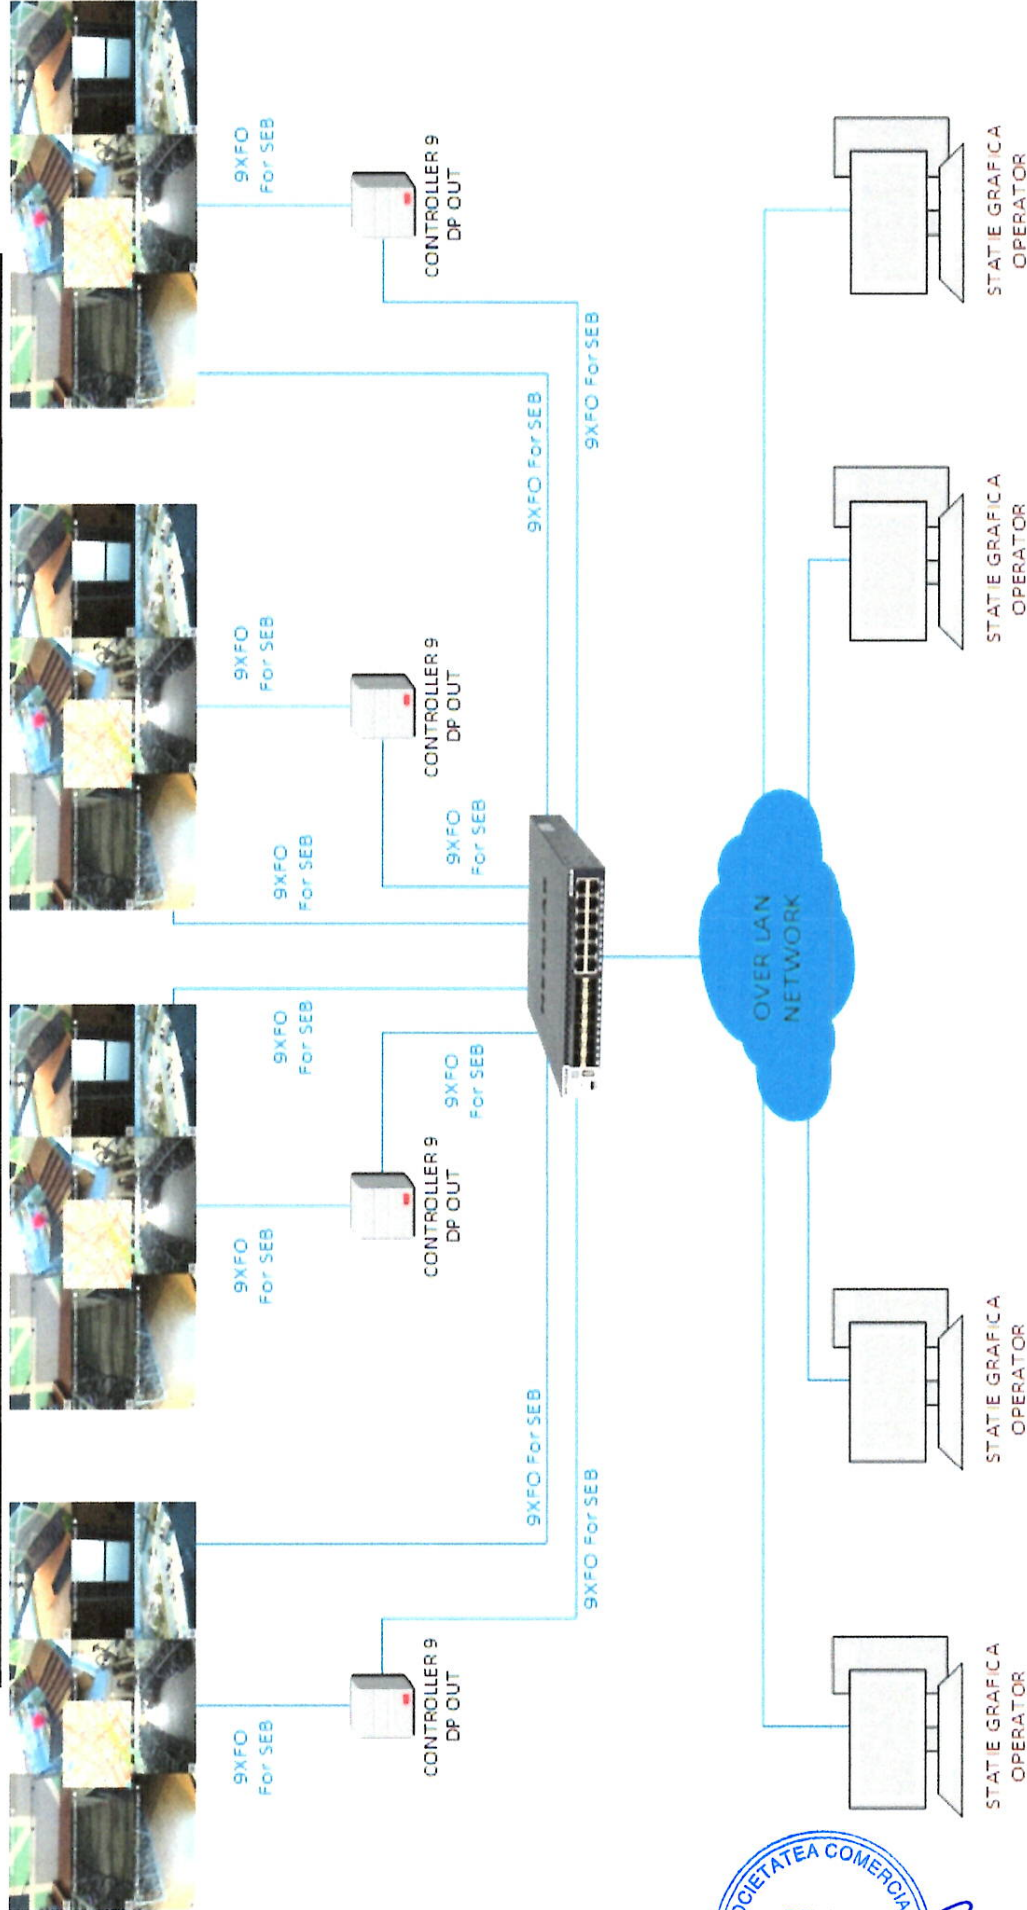 9XFO
For SEB
9XFO
For SEB
9XFO
For SEB
9XFO
For SEB
CONTROLLER 9
DP OUT
CONTROLLER 9
DP OUT
CONTROLLER 9
DP OUT
CONTROLLER 9
DP OUT
9XFO
For SEB
9XFO
For SEB
9XFO
For SEB
9XFO
For SEB
9XFO For SEB
9XFO For SEB
9XFO For SEB
9XFO For SEB
OVER LAN
NETWORK
STATIE GRAFICA
OPERATOR
STATIE GRAFICA
OPERATOR
STATIE GRAFICA
OPERATOR
STATIE GRAFICA
OPERATOR